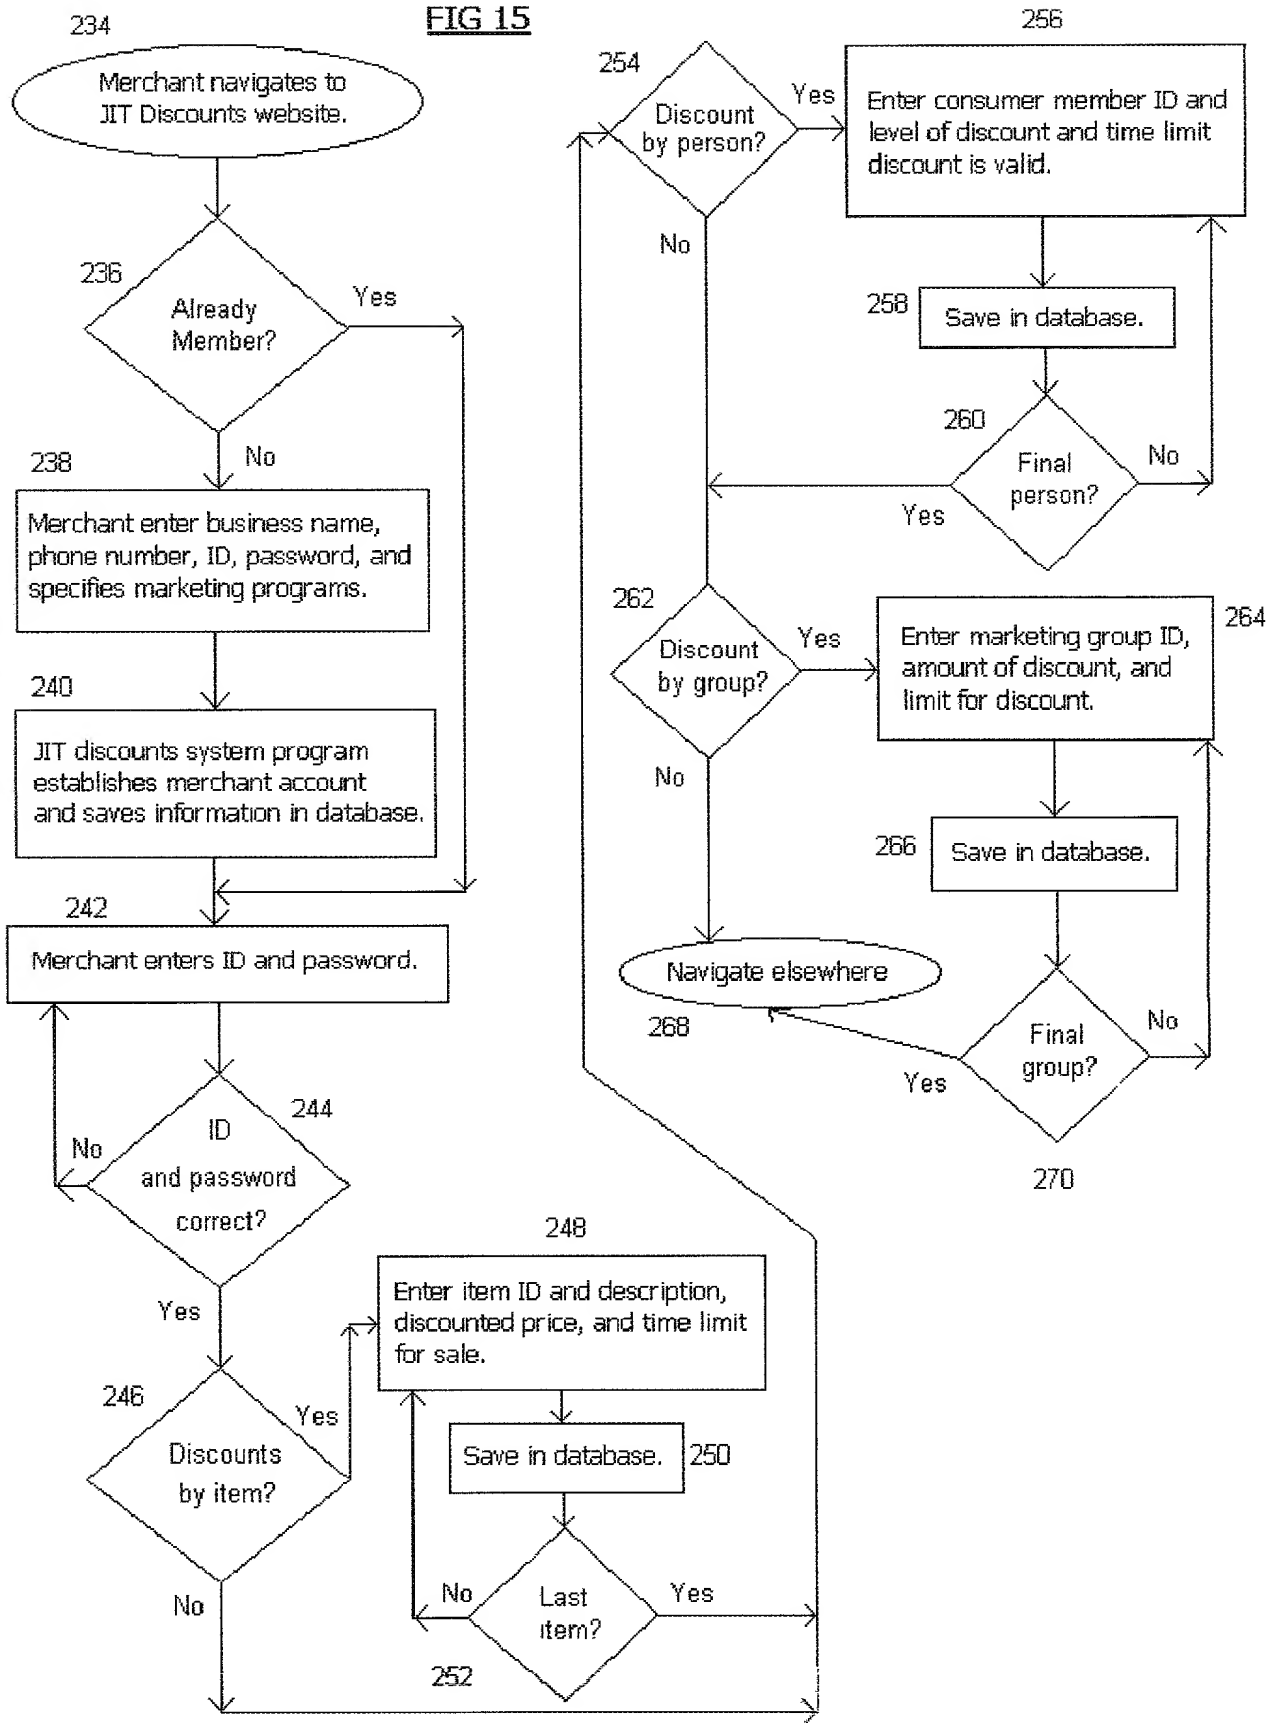 FIG 15
234
Merchant navigates to
JIT Discounts website.
236
Already
Member?
Yes
No
238
Merchant enter business name,
phone number, ID, password, and
specifies marketing programs.
240
JIT discounts system program
establishes merchant account
and saves information in database.
242
Merchant enters ID and password.
244
ID
and password
correct?
No
Yes
246
Discounts
by item?
Yes
No
248
Enter item ID and description,
discounted price, and time limit
for sale.
Save in database.
250
Last
item?
No
Yes
252
254
Discount
by person?
Yes
No
256
Enter consumer member ID and
level of discount and time limit
discount is valid.
258
Save in database.
260
Final
person?
No
Yes
262
Discount
by group?
Yes
No
264
Enter marketing group ID,
amount of discount, and
limit for discount.
266
Save in database.
Navigate elsewhere
268
Final
group?
No
Yes
270